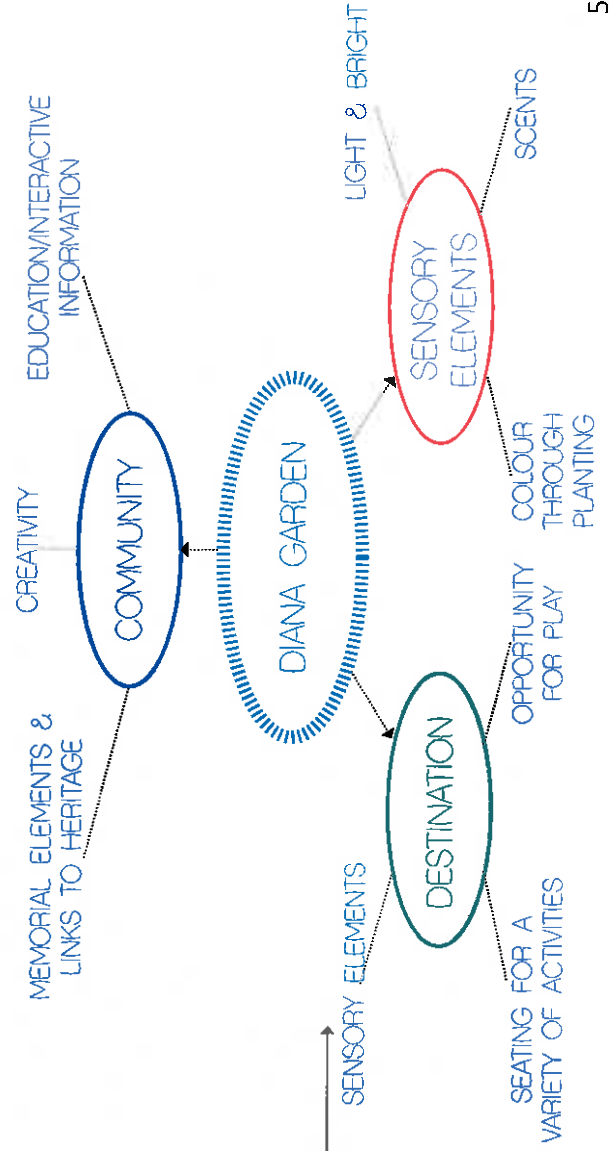 MEMORIAL ELEMENTS &
LINKS TO HERITAGE
CREATIVITY
EDUCATION/INTERACTIVE
INFORMATION
COMMUNITY
DIANA GARDEN
SENSORY ELEMENTS
DESTINATION
SEATING FOR A
VARIETY OF ACTIVITIES
OPPORTUNITY
FOR PLAY
LIGHT & BRIGHT
SENSORY
ELEMENTS
COLOUR
THROUGH
PLANTING
SCENTS
5